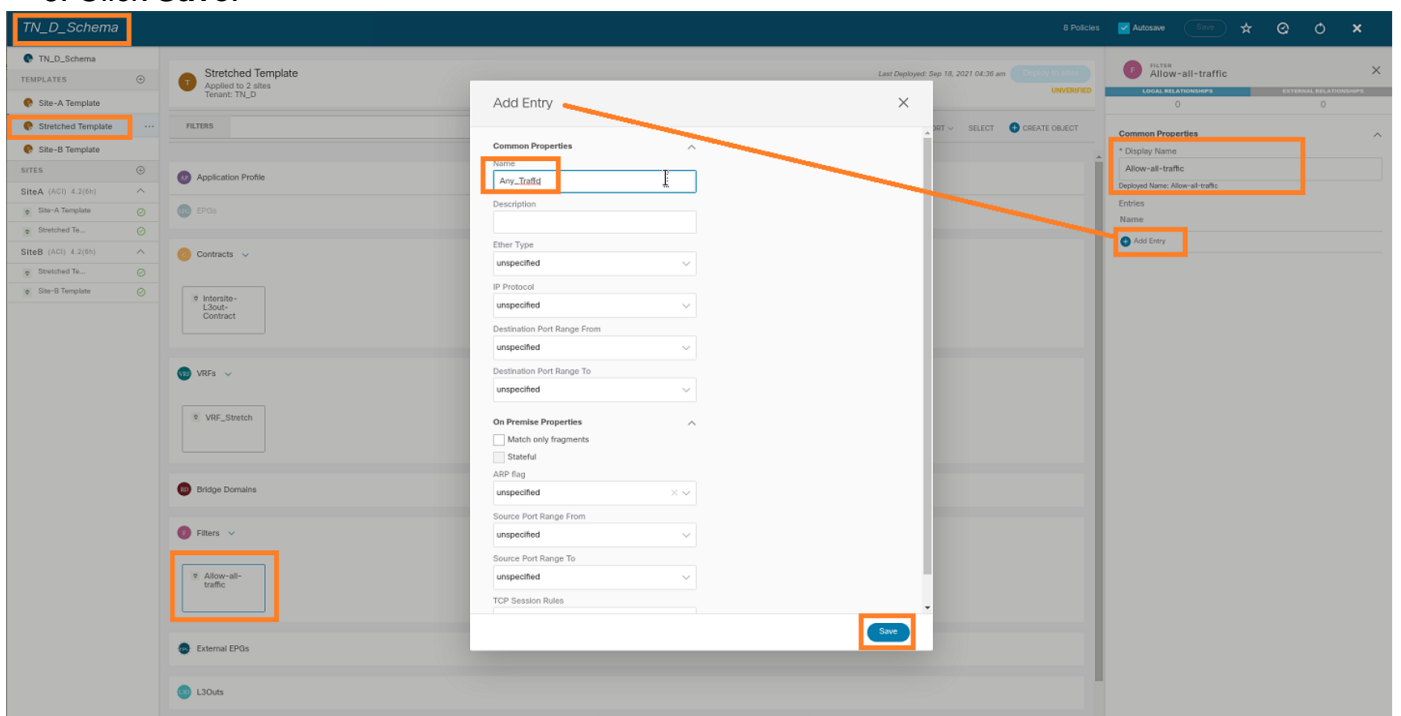 TN_D_Schema
8 Policies
Autosave
Save
TN_D_Schema
TEMPLATES
Site-A Template
Stretched Template
Site-B Template
SITES
SiteA (ACI) 4.2(6h)
Site-A Template
Stretched Te...
SiteB (ACI) 4.2(6h)
Stretched Te...
Site-B Template
T
Stretched Template
Applied to 2 sites
Tenant: TN_D
Last Deployed: Sep 16, 2021 04:36 am
UNVERIFIED
FILTERS
SELECT
CREATE OBJECT
AP Application Profile
EPGs
Contracts
Intersite-
L3out-
Contract
VRFs
VRF_Stretch
BD Bridge Domains
F Filters
Allow-all-
traffic
External EPGs
L3Outs
Add Entry
Common Properties
Name
Any_Traffic
Description
Ether Type
unspecified
IP Protocol
unspecified
Destination Port Range From
unspecified
Destination Port Range To
unspecified
On Premise Properties
Match only fragments
Stateful
ARP flag
unspecified
Source Port Range From
unspecified
Source Port Range To
unspecified
TCP Session Rules
Save
FILTER
Allow-all-traffic
LOCAL RELATIONSHIPS
EXTERNAL RELATIONSHIPS
0
0
Common Properties
* Display Name
Allow-all-traffic
Deployed Name: Allow-all-traffic
Entries
Name
Add Entry